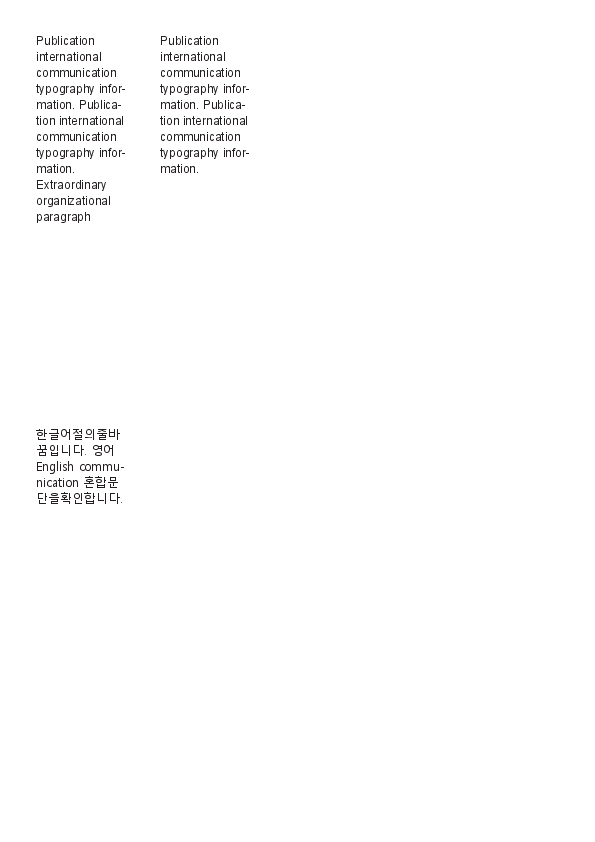 Publication
international
communication
typography infor-
mation. Publica-
tion international
communication
typography infor-
mation.
Extraordinary
organizational
paragraph
Publication
international
communication
typography infor-
mation. Publica-
tion international
communication
typography infor-
mation.
한글어절의줄바
꿈입니다. 영어
English commu-
nication 혼합문
단을확인합니다.